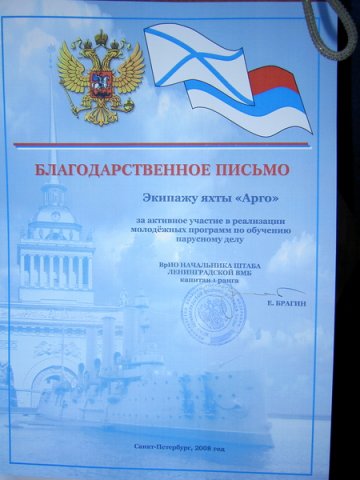 БЛАГОДАРСТВЕННОЕ ПИСЬМО
Экипажу яхты «Арго»
за активное участие в реализации
молодёжных программ по обучению
парусному делу
ВрИО НАЧАЛЬНИКА ШТАБА
ЛЕНИНГРАДСКОЙ ВМБ
капитан 1 ранга
Е. БРАГИН
Санкт-Петербург, 2008 год